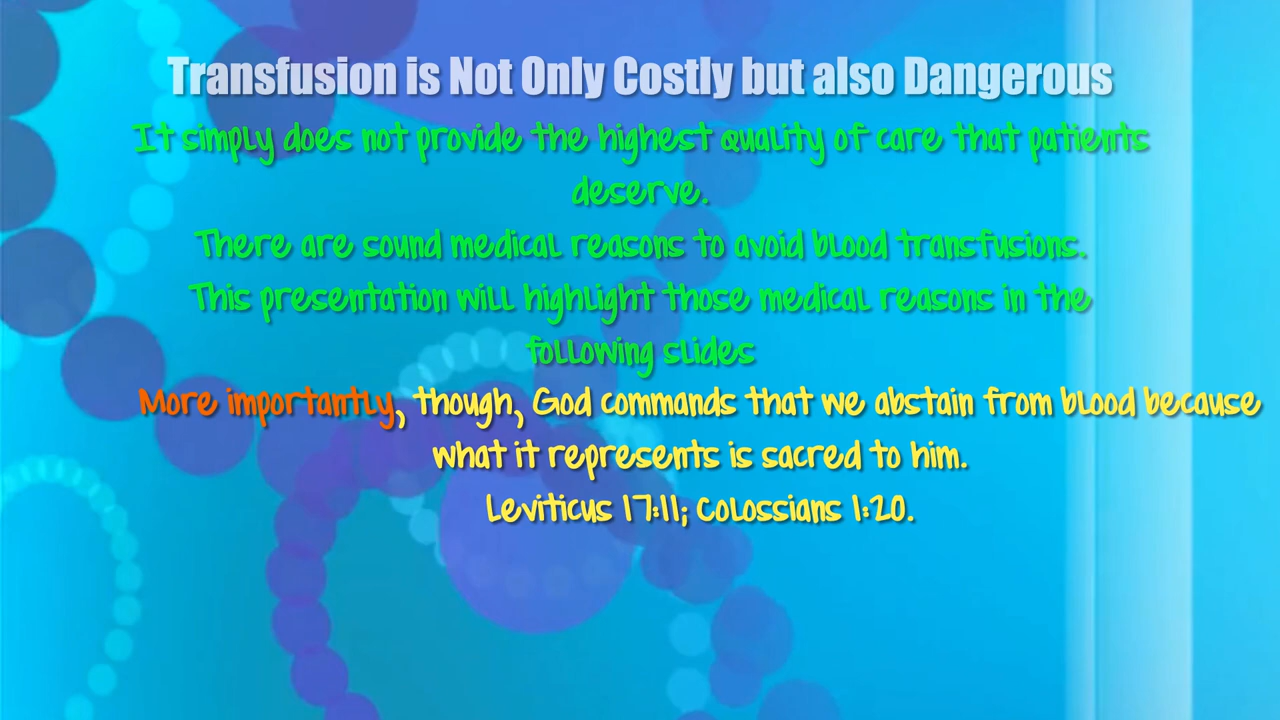 Transfusion is Not Only Costly but also Dangerous
It simply does not provide the highest quality of care that patients
deserve.
There are sound medical reasons to avoid blood transfusions.
This presentation will highlight those medical reasons in the
following slides
More importantly, though, God commands that we abstain from blood because
what it represents is sacred to him.
Leviticus 17:11; Colossians 1:20.